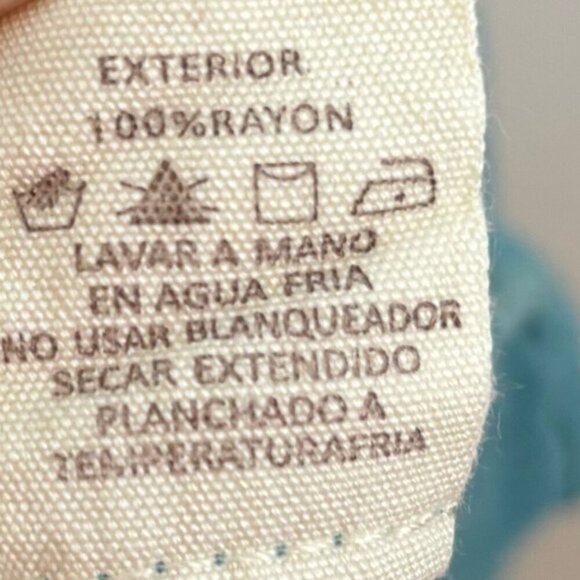 EXTERIOR
100%RAYON
LAVAR A MANO
EN AGUA FRIA
NO USAR BLANQUEADOR
SECAR EXTENDIDO
PLANCHADO A
TEMPERATURAFRIA